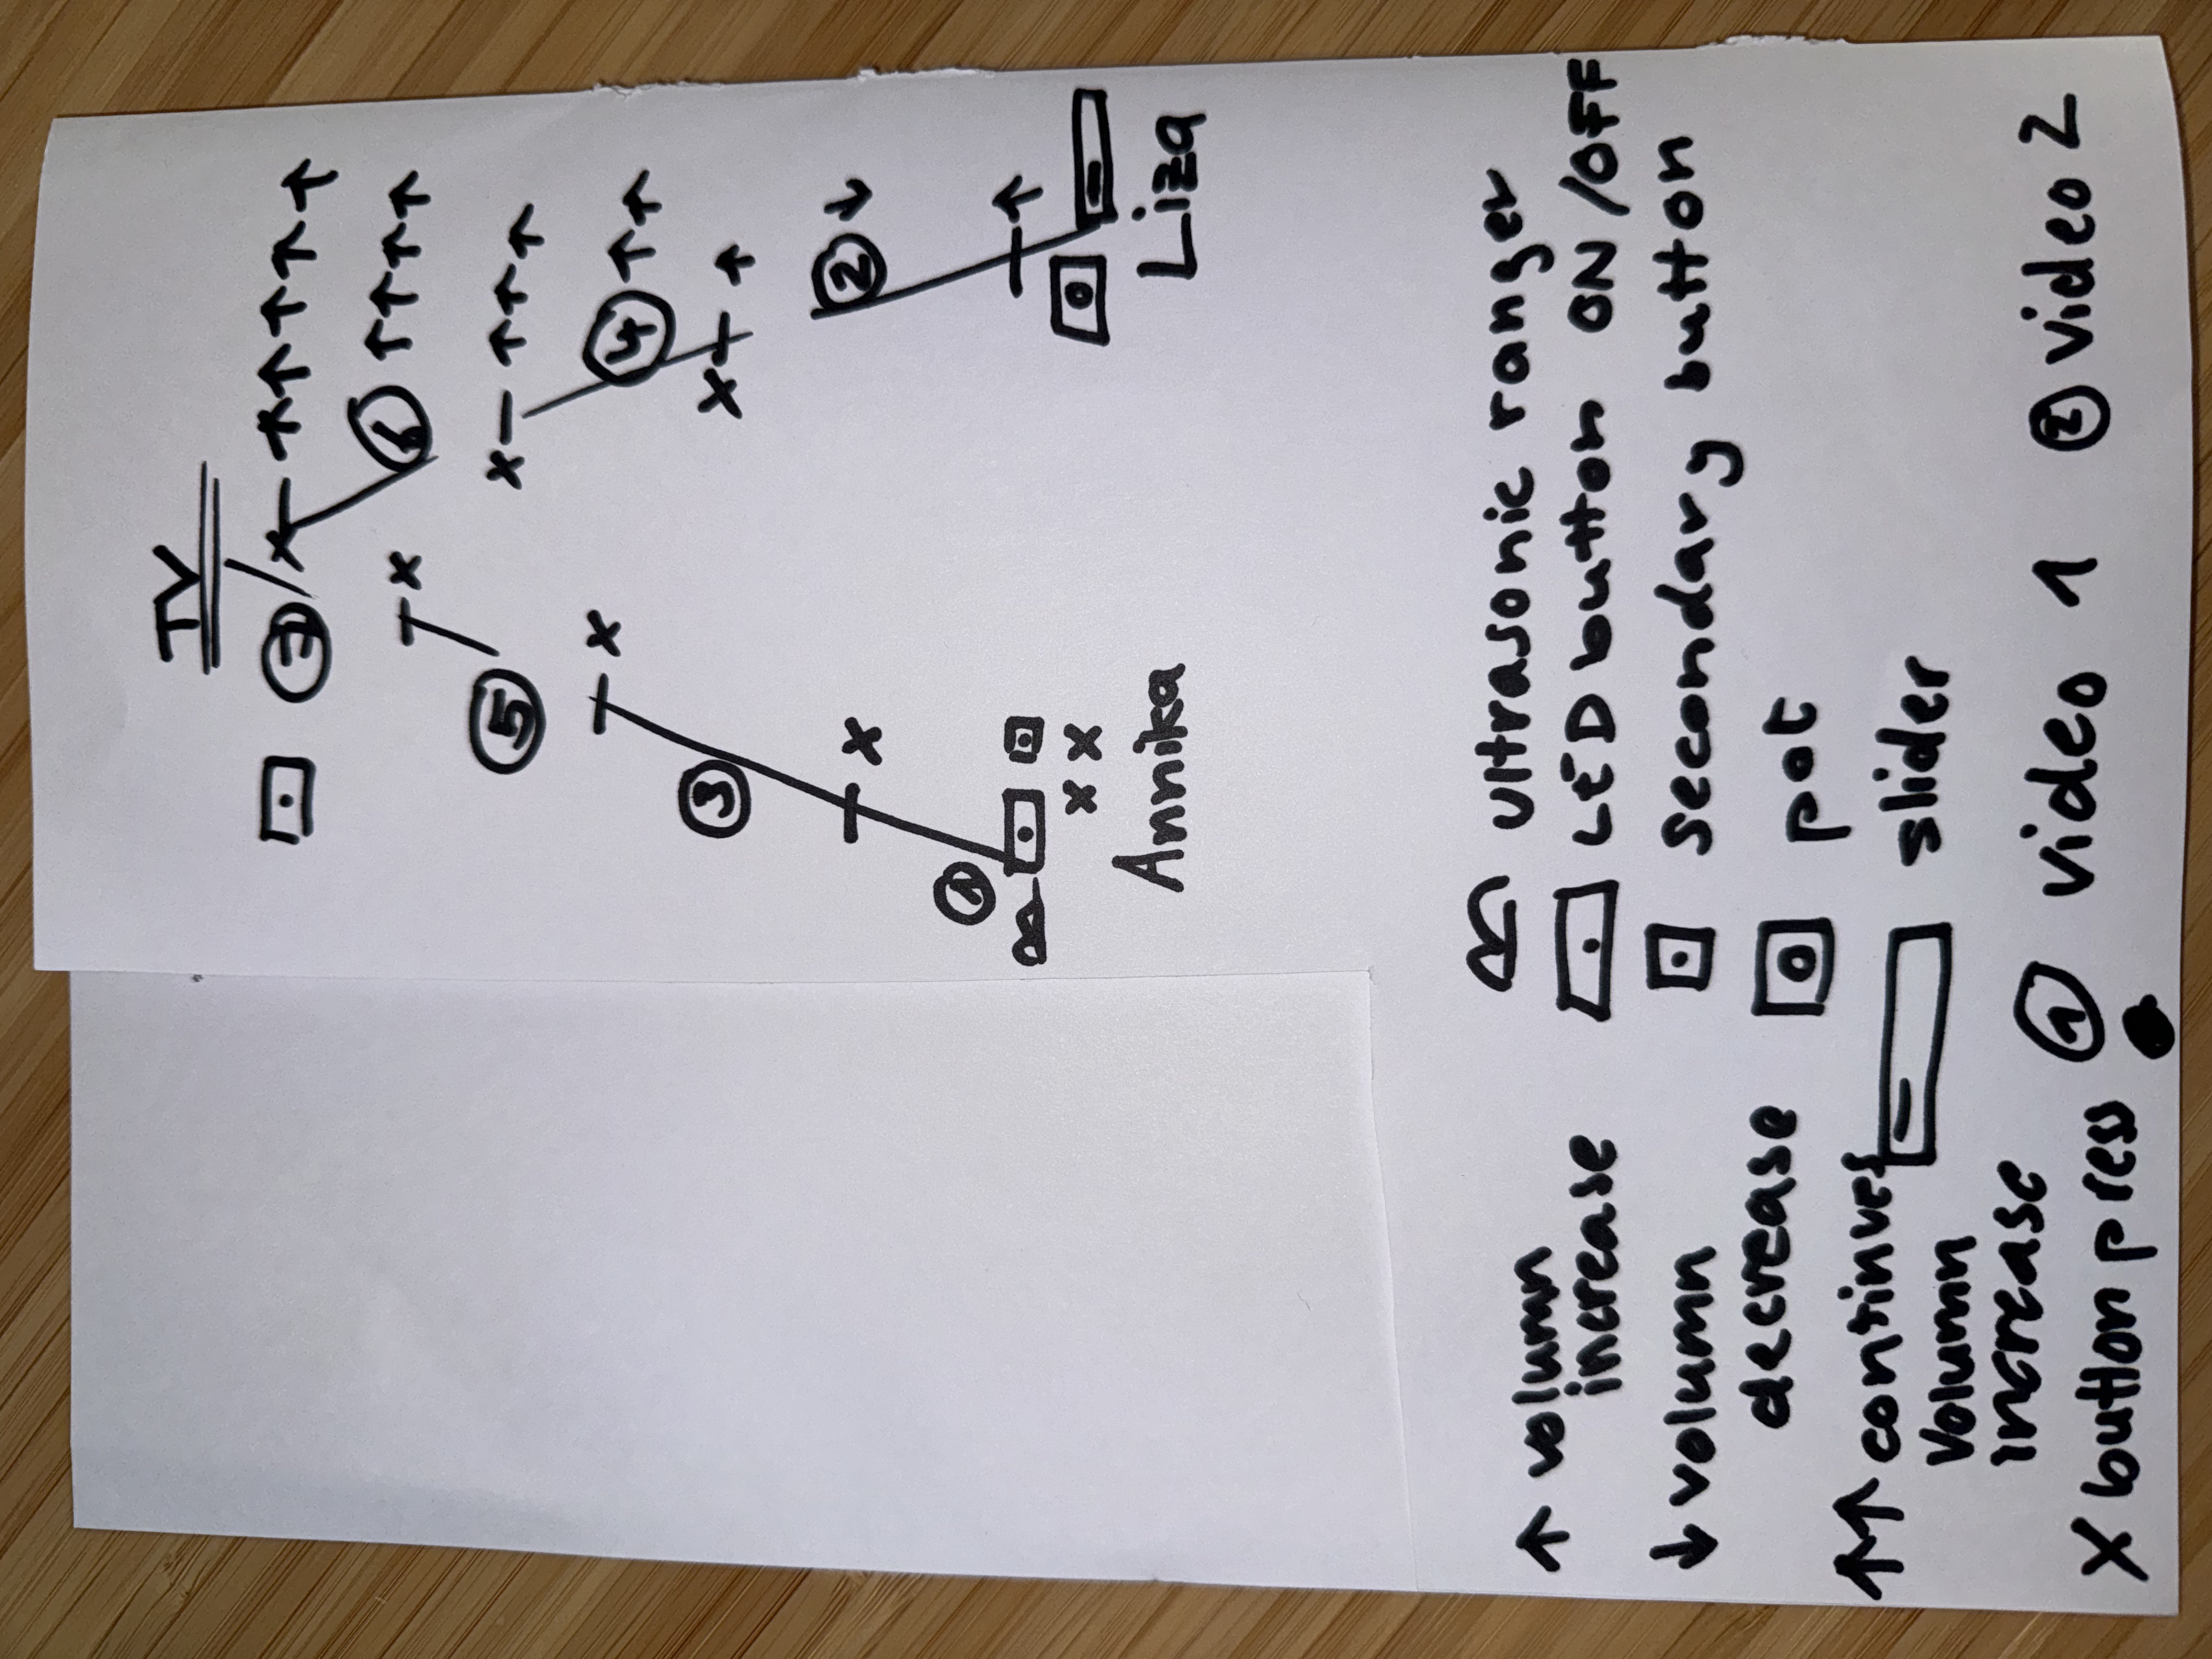 TV
7 x ↑ ↑ ↑ ↑ ↑
x 6 ↑ ↑ ↑ ↑
5 x ↑ ↑ ↑
x 4 ↑ ↑
3 x ↑
x 2 ↓
1 ↑
x x
Annika Liza
↑ volumn
increase
↓ volumn
decrease
↑↑ continues
Volumn
increase
X button press
ultrasonic ranger
LED button ON /OFF
secondary button
pot
slider
1 video 1 2 video 2